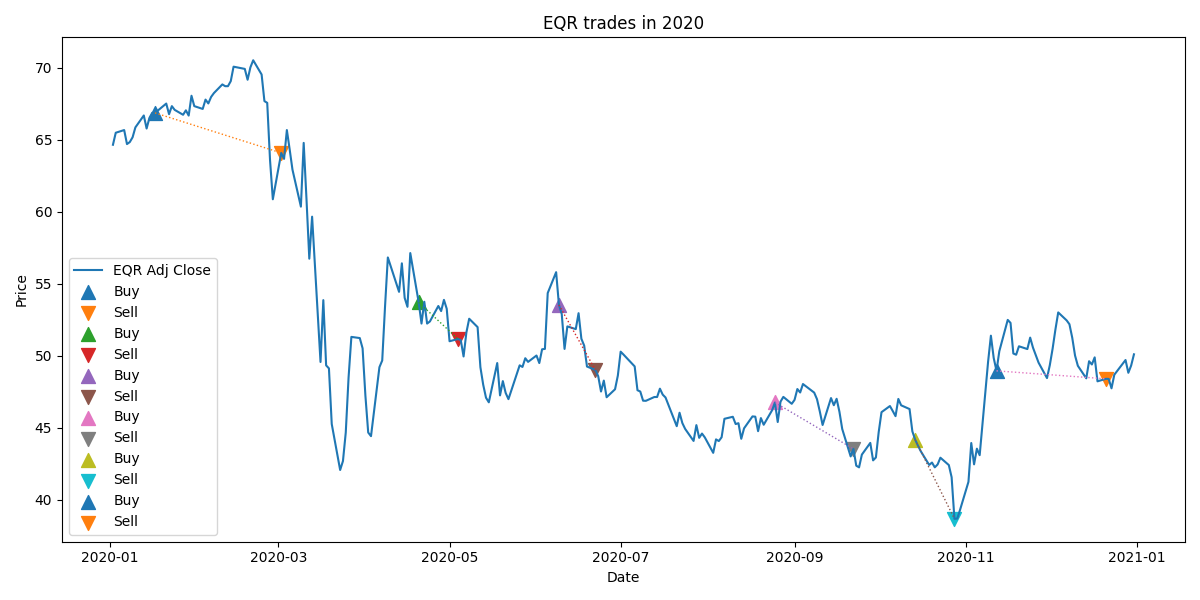 EQR trades in 2020
Price
70
65
60
55
50
45
40
EQR Adj Close
Buy
Sell
Buy
Sell
Buy
Sell
Buy
Sell
Buy
Sell
Buy
Sell
2020-01
2020-03
2020-05
2020-07
2020-09
2020-11
2021-01
Date